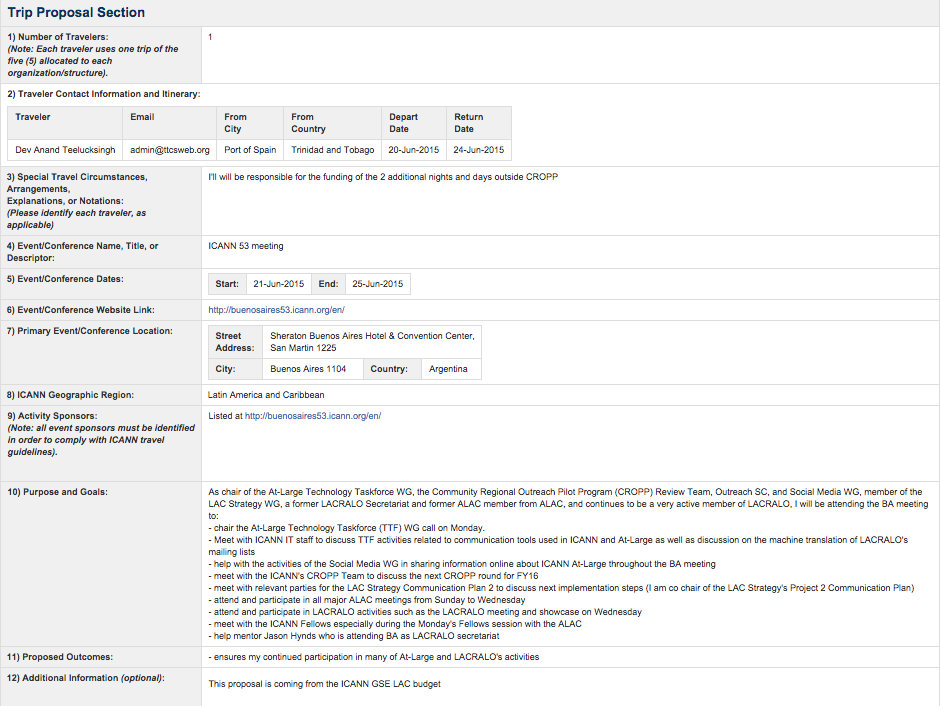 Trip Proposal Section
1) Number of Travelers:
(Note: Each traveler uses one trip of the
five (5) allocated to each
organization/structure).
1
2) Traveler Contact Information and Itinerary:
Traveler
Email
From
City
From
Country
Depart
Date
Return
Date
Dev Anand Teelucksingh
admin@ttcsweb.org
Port of Spain
Trinidad and Tobago
20-Jun-2015
24-Jun-2015
3) Special Travel Circumstances,
Arrangements,
Explanations, or Notations:
(Please identify each traveler, as
applicable)
I'll will be responsible for the funding of the 2 additional nights and days outside CROPP
4) Event/Conference Name, Title, or
Descriptor:
ICANN 53 meeting
5) Event/Conference Dates:
Start:
21-Jun-2015
End:
25-Jun-2015
6) Event/Conference Website Link:
http://buenosaires53.icann.org/en/
7) Primary Event/Conference Location:
Street
Address:
Sheraton Buenos Aires Hotel & Convention Center,
San Martin 1225
City:
Buenos Aires 1104
Country:
Argentina
8) ICANN Geographic Region:
Latin America and Caribbean
9) Activity Sponsors:
(Note: all event sponsors must be identified
in order to comply with ICANN travel
guidelines).
Listed at http://buenosaires53.icann.org/en/
10) Purpose and Goals:
As chair of the At-Large Technology Taskforce WG, the Community Regional Outreach Pilot Program (CROPP) Review Team, Outreach SC, and Social Media WG, member of the
LAC Strategy WG, a former LACRALO Secretariat and former ALAC member from ALAC, and continues to be a very active member of LACRALO, I will be attending the BA meeting
to:
- chair the At-Large Technology Taskforce (TTF) WG call on Monday.
- Meet with ICANN IT staff to discuss TTF activities related to communication tools used in ICANN and At-Large as well as discussion on the machine translation of LACRALO's
mailing lists
- help with the activities of the Social Media WG in sharing information online about ICANN At-Large throughout the BA meeting
- meet with the ICANN's CROPP Team to discuss the next CROPP round for FY16
- meet with relevant parties for the LAC Strategy Communication Plan 2 to discuss next implementation steps (I am co chair of the LAC Strategy's Project 2 Communication Plan)
- attend and participate in all major ALAC meetings from Sunday to Wednesday
- attend and participate in LACRALO activities such as the LACRALO meeting and showcase on Wednesday
- meet with the ICANN Fellows especially during the Monday's Fellows session with the ALAC
- help mentor Jason Hynds who is attending BA as LACRALO secretariat
11) Proposed Outcomes:
- ensures my continued participation in many of At-Large and LACRALO's activities
12) Additional Information (optional):
This proposal is coming from the ICANN GSE LAC budget